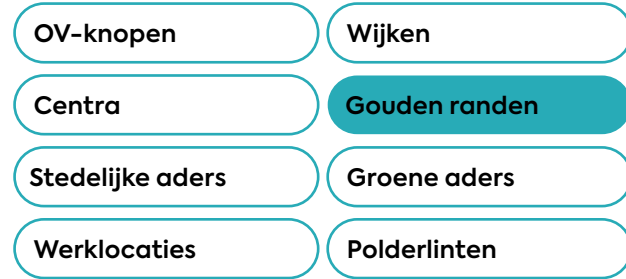 OV-knopen
Wijken
Centra
Gouden randen
Stedelijke aders
Groene aders
Werklocaties
Polderlinten